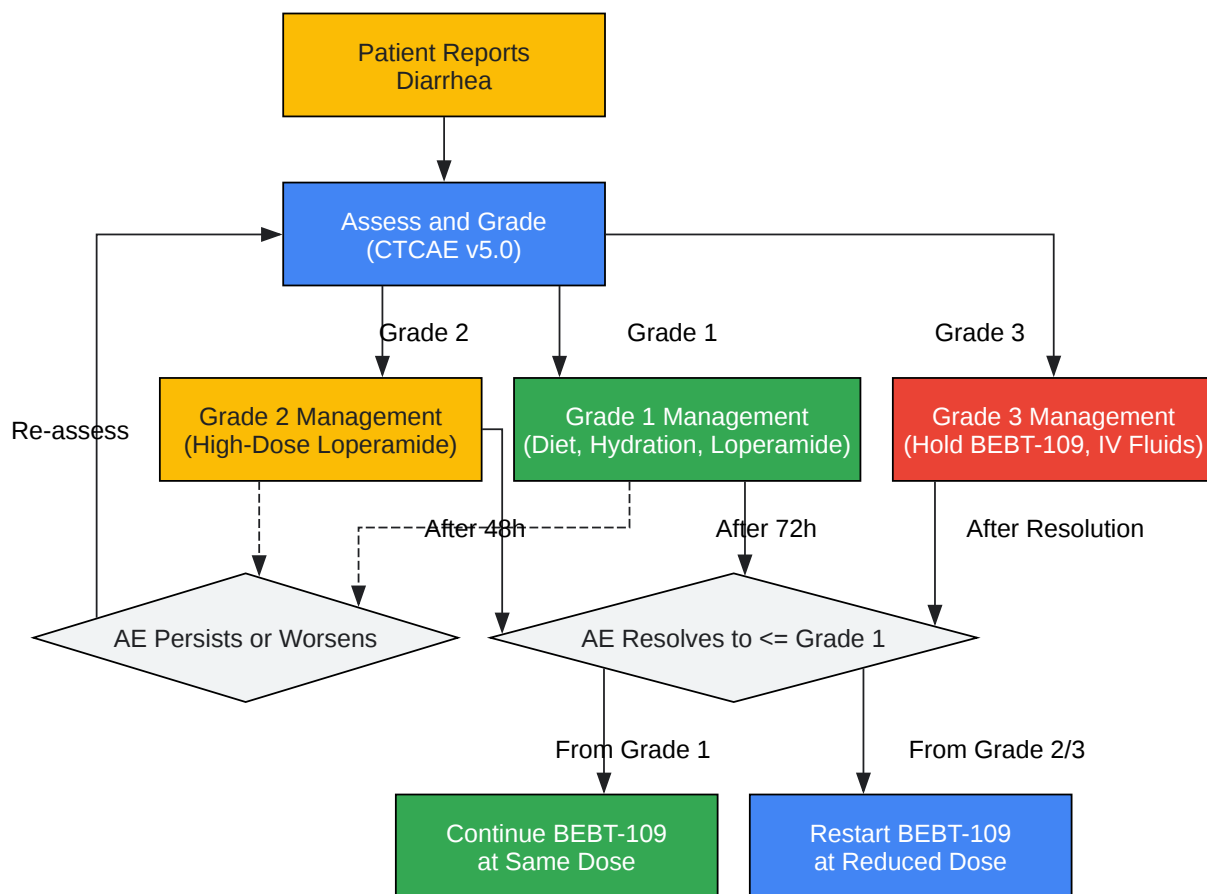 Patient Reports
Diarrhea
Assess and Grade
(CTCAE v5.0)
Grade 2
Grade 1
Grade 3
Grade 2 Management
(High-Dose Loperamide)
Grade 1 Management
(Diet, Hydration, Loperamide)
Grade 3 Management
(Hold BEBT-109, IV Fluids)
Re-assess
After 48h
After 72h
After Resolution
AE Persists or Worsens
AE Resolves to <= Grade 1
From Grade 1
From Grade 2/3
Continue BEBT-109
at Same Dose
Restart BEBT-109
at Reduced Dose